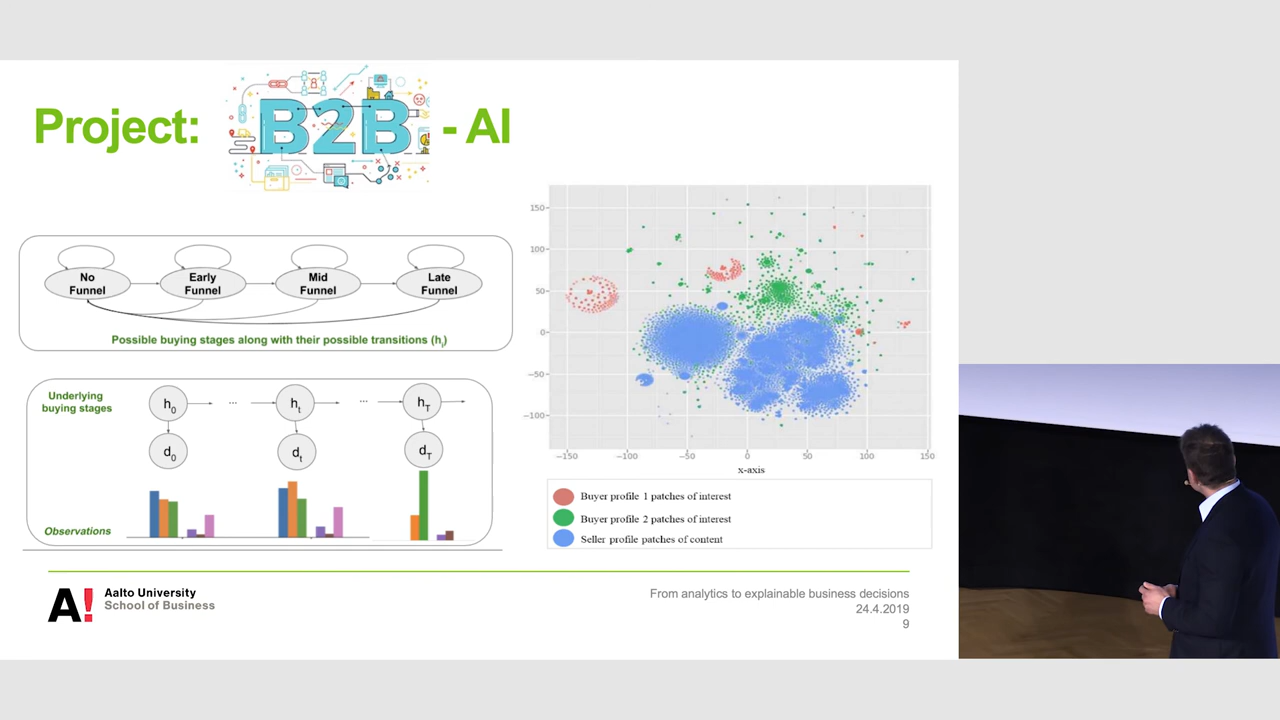 Project: B2B - AI
No
Funnel
Early
Funnel
Mid
Funnel
Late
Funnel
Possible buying stages along with their possible transitions (hᵢ)
Underlying
buying stages
h₀
...
hₜ
...
h_T
d₀
dₜ
d_T
Observations
150
100
50
0
−50
−100
−150
−100
−50
0
50
100
150
x-axis
Buyer profile 1 patches of interest
Buyer profile 2 patches of interest
Seller profile patches of content
A!
Aalto University
School of Business
From analytics to explainable business decisions
24.4.2019
9